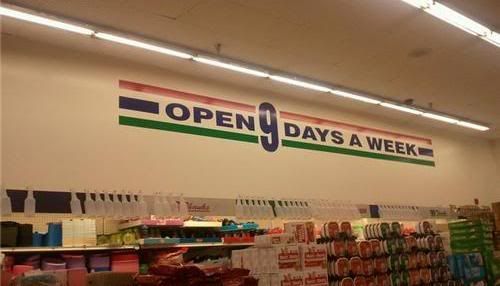 OPEN 9 DAYS A WEEK